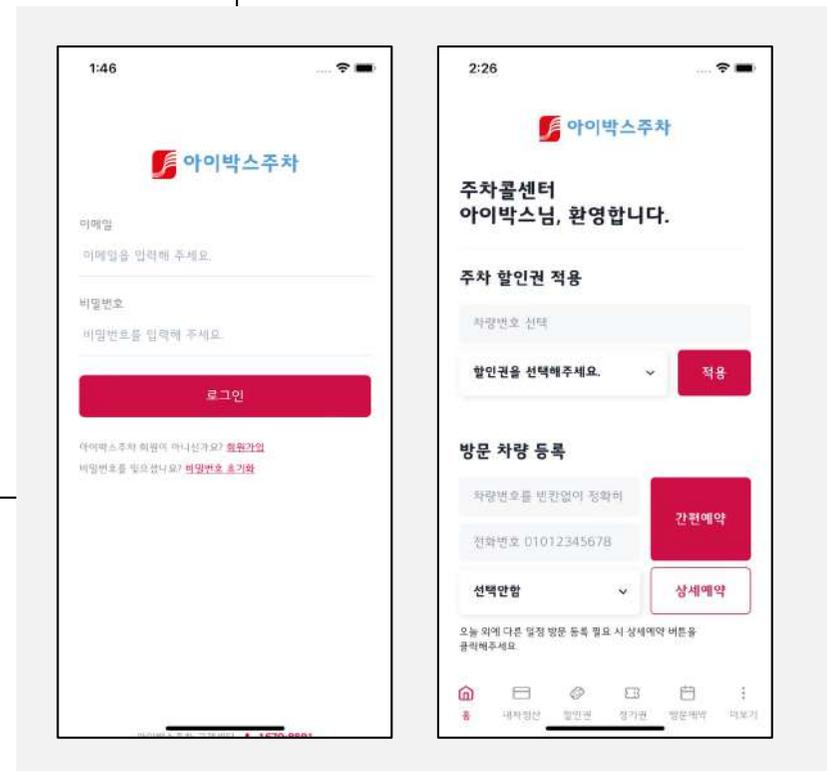 1:46
아이박스주차
이메일
이메일을 입력해 주세요.
비밀번호
비밀번호를 입력해 주세요.
로그인
아이박스주차 회원이 아니신가요? 회원가입
비밀번호를 잊으셨나요? 비밀번호 초기화
2:26
아이박스주차
주차콜센터
아이박스님, 환영합니다.
주차 할인권 적용
차량번호 선택
할인권을 선택해주세요.
적용
방문 차량 등록
차량번호를 빈칸없이 정확히
간편예약
전화번호 01012345678
선택안함
상세예약
오늘 외에 다른 일정 방문 등록 필요 시 상세예약 버튼을
클릭해주세요.
홈
내차정산
할인권
정기권
방문예약
더보기